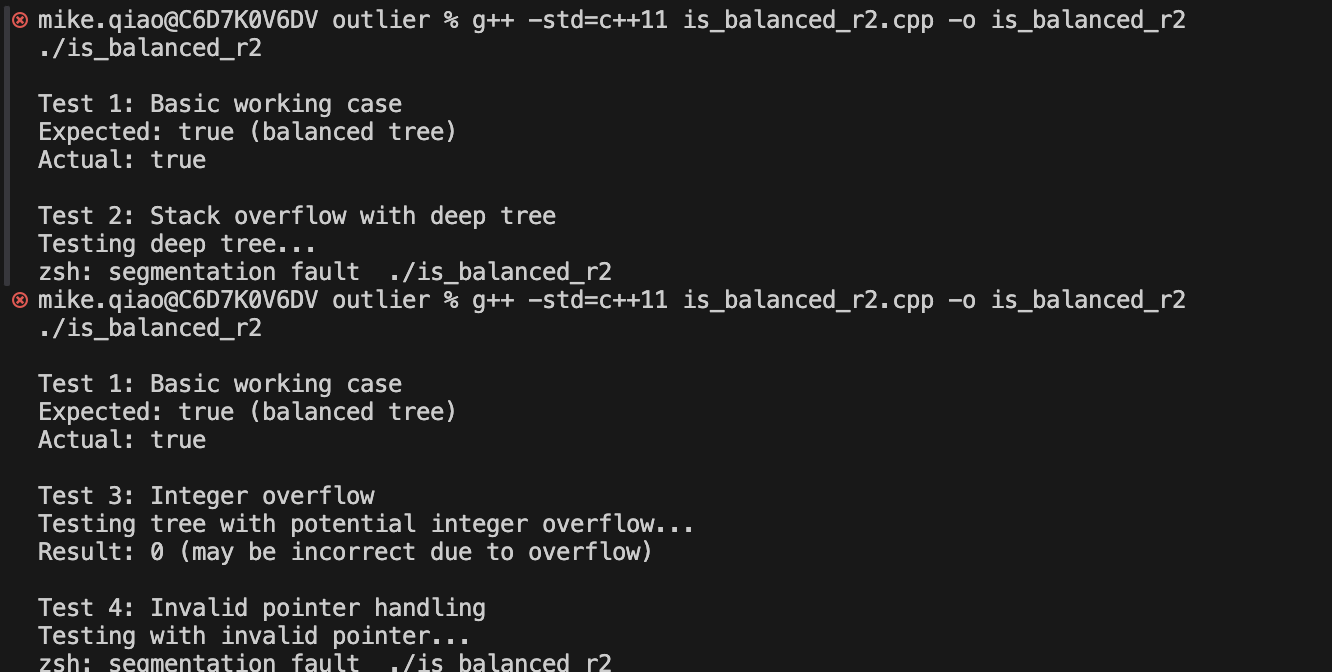 mike.qiao@C6D7K0V6DV outlier % g++ -std=c++11 is_balanced_r2.cpp -o is_balanced_r2
./is_balanced_r2
Test 1: Basic working case
Expected: true (balanced tree)
Actual: true
Test 2: Stack overflow with deep tree
Testing deep tree...
zsh: segmentation fault  ./is_balanced_r2
mike.qiao@C6D7K0V6DV outlier % g++ -std=c++11 is_balanced_r2.cpp -o is_balanced_r2
./is_balanced_r2
Test 1: Basic working case
Expected: true (balanced tree)
Actual: true
Test 3: Integer overflow
Testing tree with potential integer overflow...
Result: 0 (may be incorrect due to overflow)
Test 4: Invalid pointer handling
Testing with invalid pointer...
zsh: segmentation fault  ./is_balanced_r2